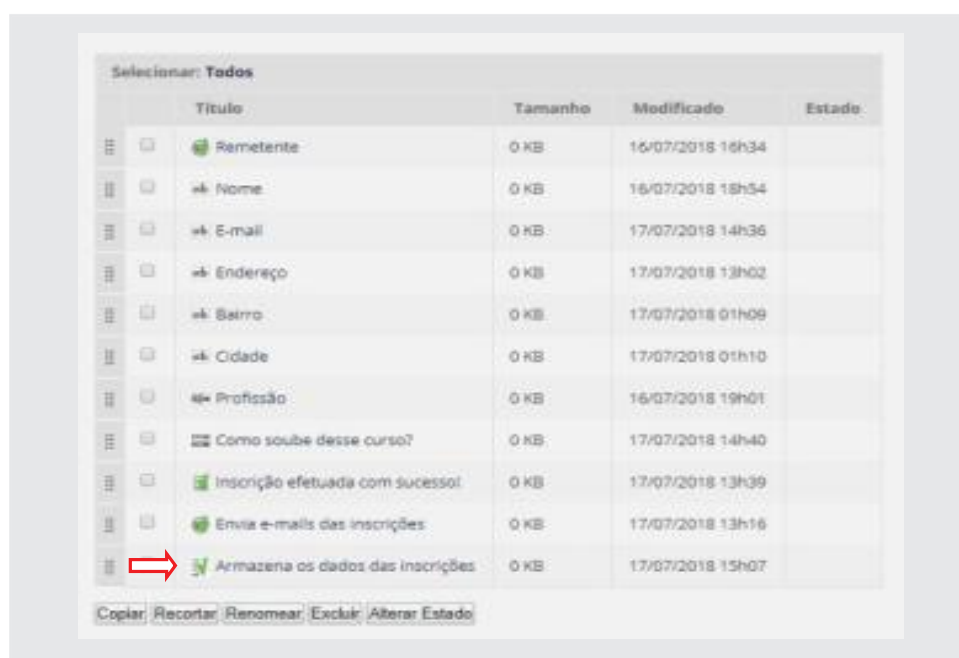 Selecionar: Todos
Título Tamanho Modificado Estado
Remetente 0 KB 16/07/2018 16h34
Nome 0 KB 16/07/2018 18h54
E-mail 0 KB 17/07/2018 14h36
Endereço 0 KB 17/07/2018 13h02
Bairro 0 KB 17/07/2018 01h09
Cidade 0 KB 17/07/2018 01h10
Profissão 0 KB 16/07/2018 19h01
Como soube desse curso? 0 KB 17/07/2018 14h40
Inscrição efetuada com sucesso! 0 KB 17/07/2018 13h39
Envia e-mails das inscrições 0 KB 17/07/2018 13h16
Armazena os dados das inscrições 0 KB 17/07/2018 15h07
Copiar Recortar Renomear Excluir Alterar Estado